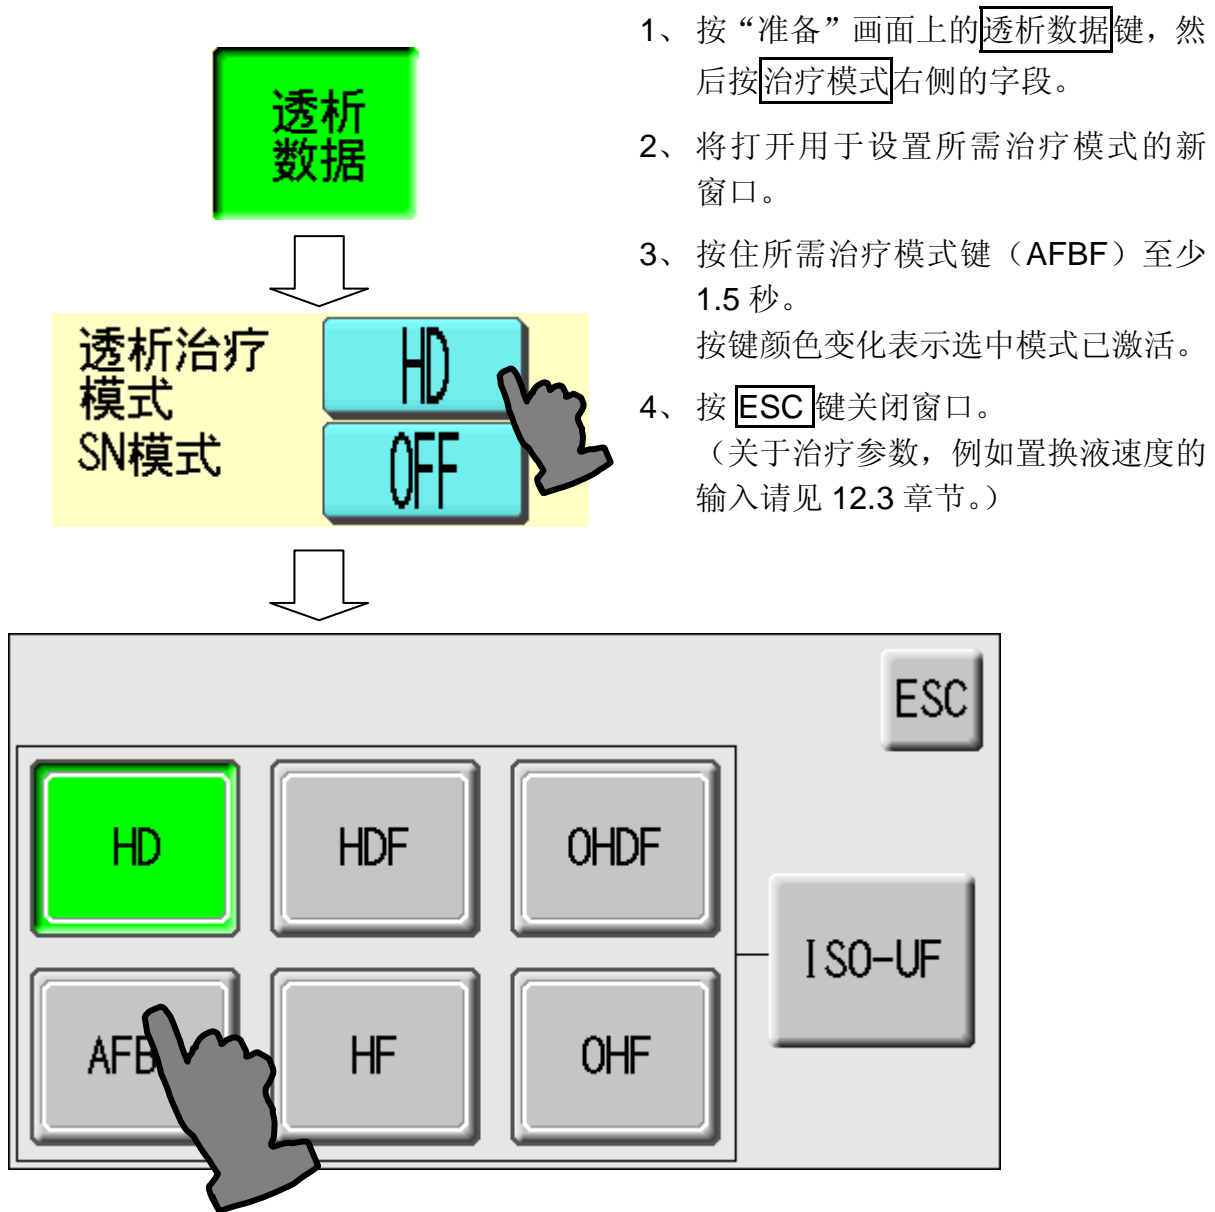 1、按“准备”画面上的透析数据键，然
后按治疗模式右侧的字段。
2、将打开用于设置所需治疗模式的新
窗口。
3、按住所需治疗模式键（AFBF）至少
1.5 秒。
按键颜色变化表示选中模式已激活。
4、按 ESC 键关闭窗口。
（关于治疗参数，例如置换液速度的
输入请见 12.3 章节。）
透析
数据
透析治疗
模式
HD
SN模式
OFF
ESC
HD
HDF
OHDF
ISO-UF
AFB
HF
OHF